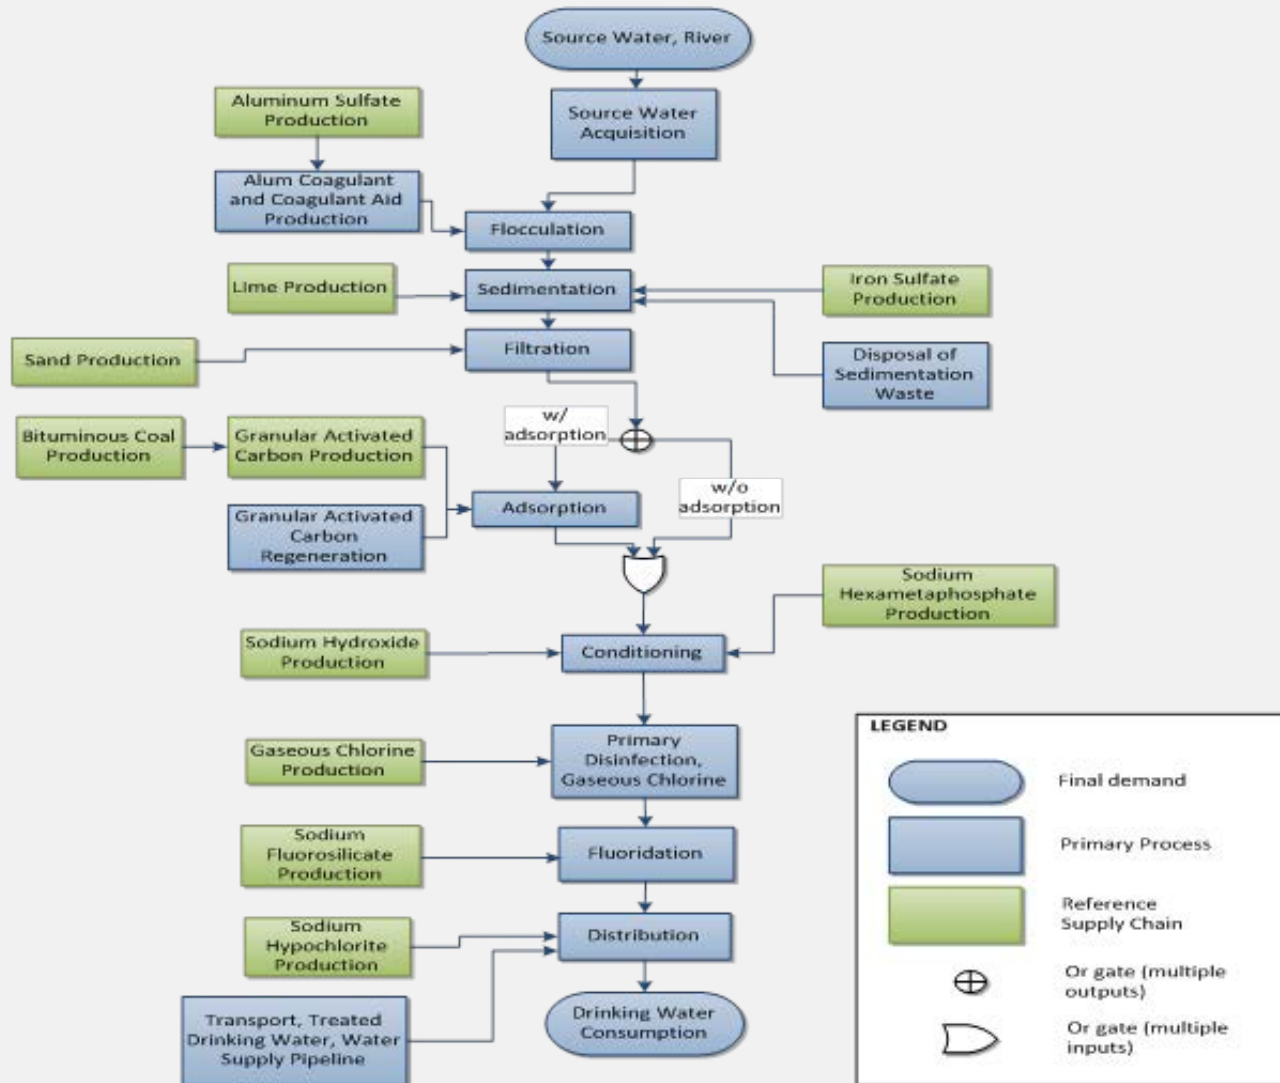 Source Water, River
Source Water
Acquisition
Aluminum Sulfate
Production
Alum Coagulant
and Coagulant Aid
Production
Flocculation
Lime Production
Sedimentation
Iron Sulfate
Production
Sand Production
Filtration
Disposal of
Sedimentation
Waste
w/
adsorption
Bituminous Coal
Production
Granular Activated
Carbon Production
w/o
adsorption
Granular Activated
Carbon
Regeneration
Adsorption
Sodium
Hexametaphosphate
Production
Sodium Hydroxide
Production
Conditioning
Gaseous Chlorine
Production
Primary
Disinfection,
Gaseous Chlorine
Sodium
Fluorosilicate
Production
Fluoridation
Sodium
Hypochlorite
Production
Distribution
Transport, Treated
Drinking Water, Water
Supply Pipeline
Drinking Water
Consumption
LEGEND
Final demand
Primary Process
Reference
Supply Chain
Or gate (multiple
outputs)
Or gate (multiple
inputs)